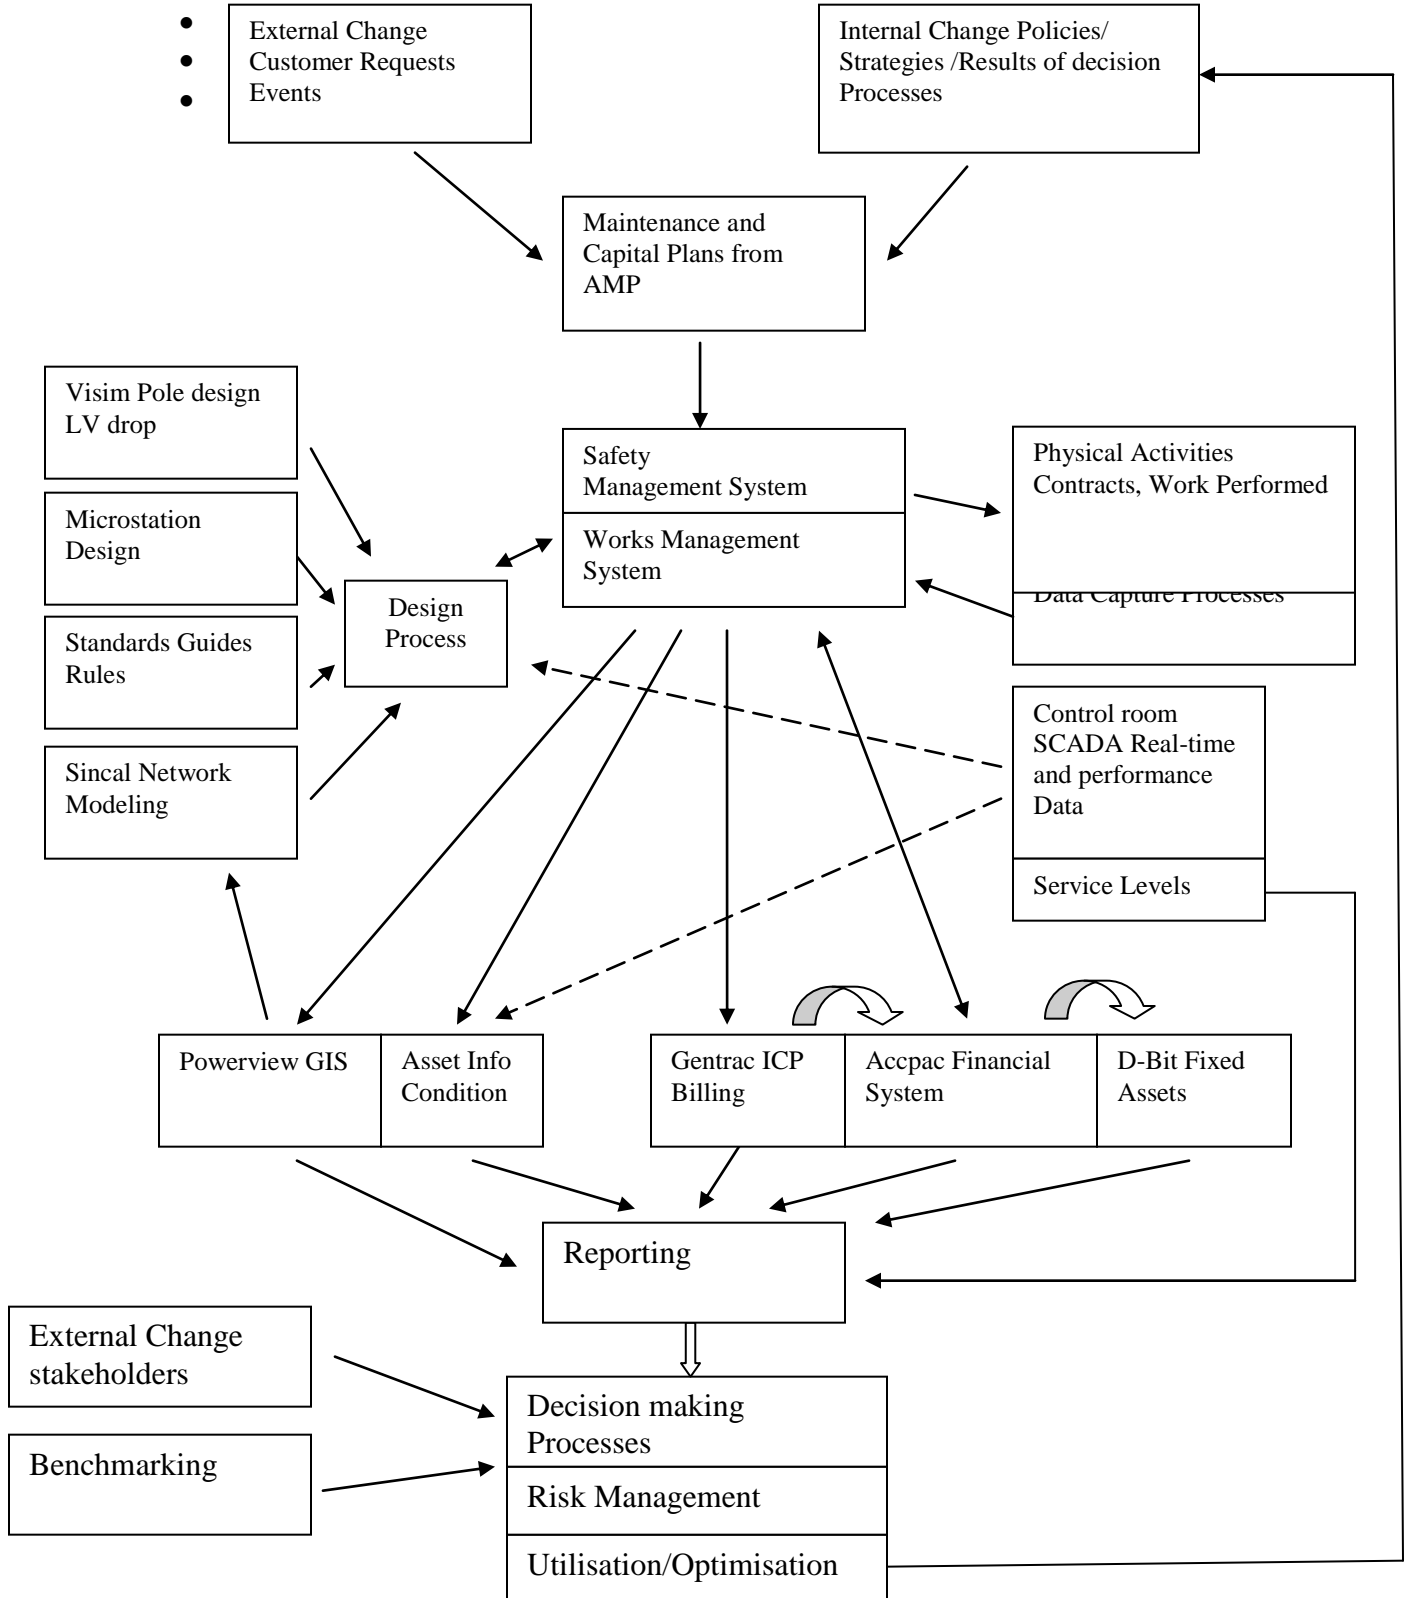 External Change
Customer Requests
Events
Internal Change Policies/
Strategies /Results of decision
Processes
Maintenance and
Capital Plans from
AMP
Visim Pole design
LV drop
Safety
Management System
Physical Activities
Contracts, Work Performed
Microstation
Design
Works Management
System
Data Capture Processes
Design
Process
Standards Guides
Rules
Control room
SCADA Real-time
and performance
Data
Sincal Network
Modeling
Service Levels
Powerview GIS
Asset Info
Condition
Gentrac ICP
Billing
Accpac Financial
System
D-Bit Fixed
Assets
Reporting
External Change
stakeholders
Decision making
Processes
Benchmarking
Risk Management
Utilisation/Optimisation